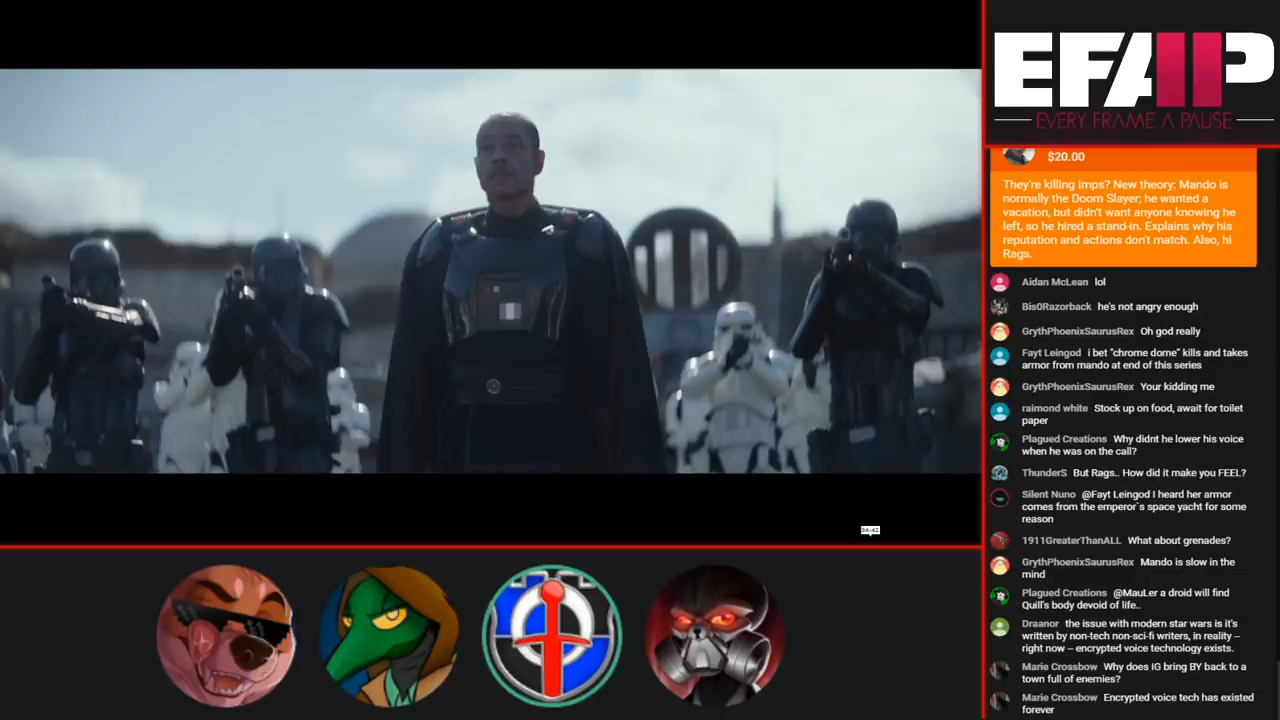 EFAP
EVERY FRAME A PAUSE
$20.00
They're killing Imps? New theory: Mando is
normally the Doom Slayer; he wanted a
vacation, but didn't want anyone knowing he
left, so he hired a stand-in. Explains why his
reputation and actions don't match. Also, hi
Rags.
Aidan McLean lol
Bis0Razorback he's not angry enough
GrythPhoenixSaurusRex Oh god really
Fayt Leingod i bet "chrome dome" kills and takes
armor from mando at end of this series
GrythPhoenixSaurusRex Your kidding me
raimond white Stock up on food, await for toilet
paper
Plagued Creations Why didnt he lower his voice
when he was on the call?
ThunderS But Rags.. How did it make you FEEL?
Silent Nuno @Fayt Leingod I heard her armor
comes from the emperor`s space yacht for some
reason
1911GreaterThanALL What about grenades?
GrythPhoenixSaurusRex Mando is slow in the
mind
Plagued Creations @MauLer a droid will find
Quill's body devoid of life..
Draanor the issue with modern star wars is it's
written by non-tech non-sci-fi writers, in reality --
right now -- encrypted voice technology exists.
Marie Crossbow Why does IG bring BY back to a
town full of enemies?
Marie Crossbow Encrypted voice tech has existed
forever
34:42